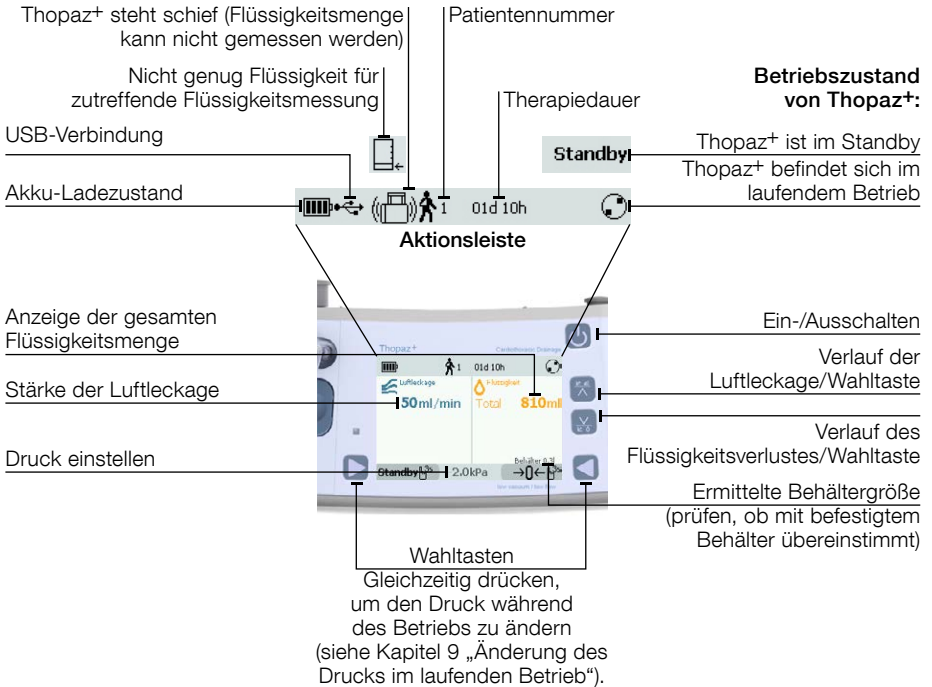 Thopaz+ steht schief (Flüssigkeitsmenge
kann nicht gemessen werden)
Patientennummer
Nicht genug Flüssigkeit für
zutreffende Flüssigkeitsmessung
Therapiedauer
Betriebszustand
von Thopaz+:
USB-Verbindung
Thopaz+ ist im Standby
Standby
Thopaz+ befindet sich im
laufendem Betrieb
Akku-Ladezustand
1 01d 10h
Aktionsleiste
Anzeige der gesamten
Flüssigkeitsmenge
Ein-/Ausschalten
Thopaz+ Cardiothoracic Drainage
1 01d 10h
Verlauf der
Luftleckage/Wahltaste
Stärke der Luftleckage
Luftleckage
50ml/min
Flüssigkeit
Total 810ml
Verlauf des
Flüssigkeitsverlustes/Wahltaste
Druck einstellen
Behälter 0.3l
Standby 2.0kPa
Ermittelte Behältergröße
(prüfen, ob mit befestigtem
Behälter übereinstimmt)
Wahltasten
Gleichzeitig drücken,
um den Druck während
des Betriebs zu ändern
(siehe Kapitel 9 „Änderung des
Drucks im laufenden Betrieb“).